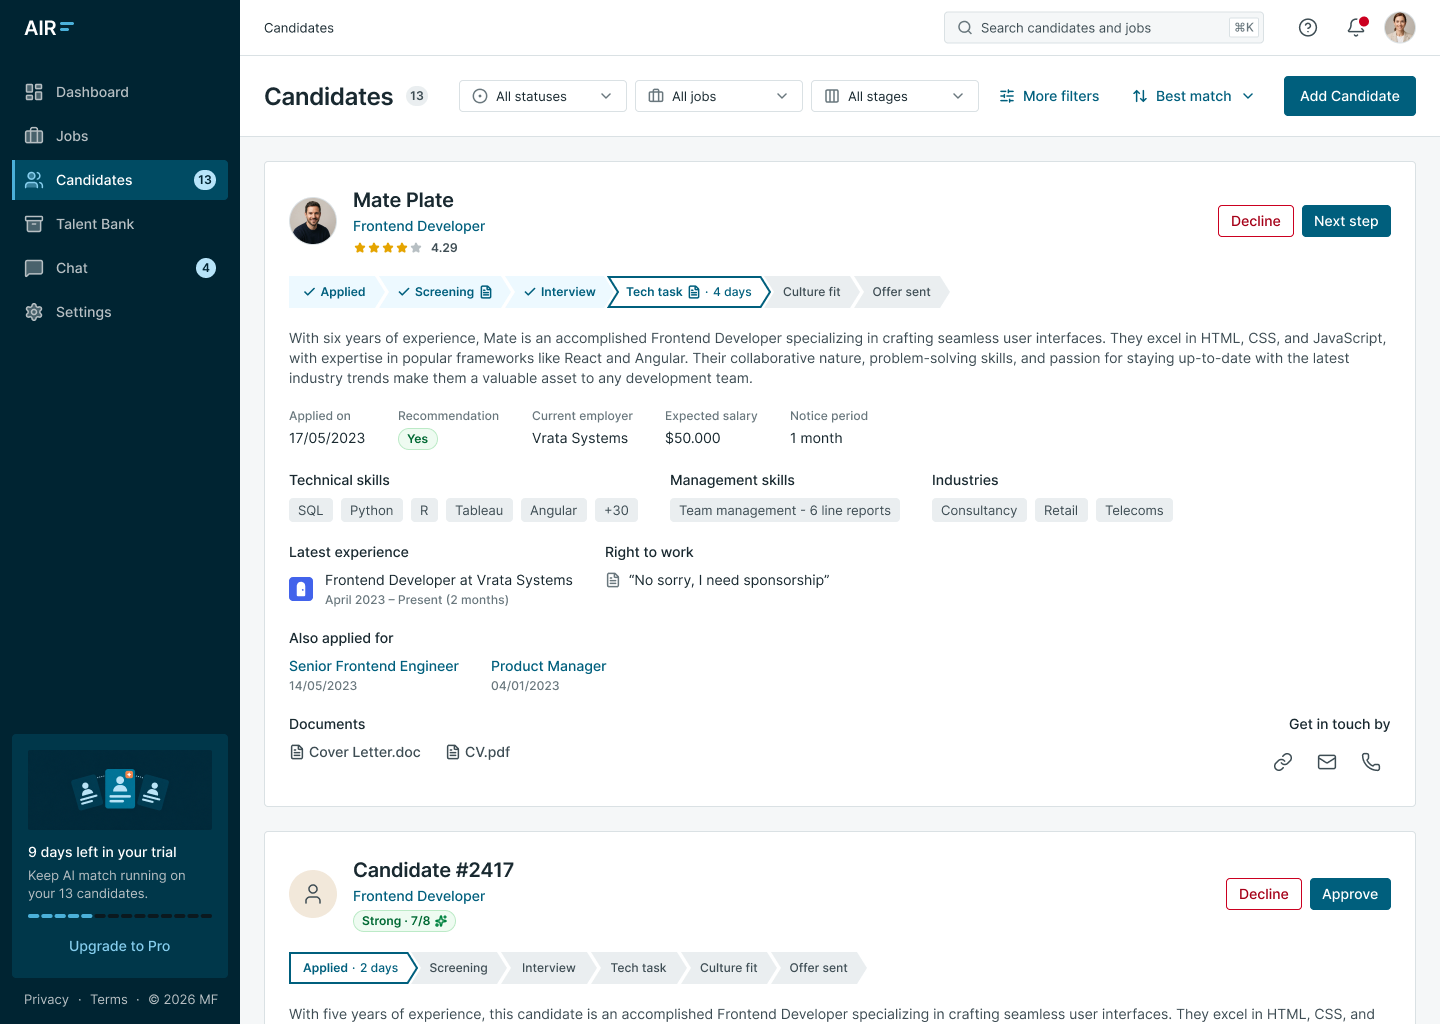 AIR
Dashboard
Jobs
Candidates 13
Talent Bank
Chat 4
Settings
9 days left in your trial
Keep AI match running on
your 13 candidates.
Upgrade to Pro
Privacy · Terms · © 2026 MF
Candidates
Search candidates and jobs ⌘K
Candidates 13
All statuses
All jobs
All stages
More filters
Best match
Add Candidate
Mate Plate
Frontend Developer
4.29
Decline
Next step
Applied
Screening
Interview
Tech task · 4 days
Culture fit
Offer sent
With six years of experience, Mate is an accomplished Frontend Developer specializing in crafting seamless user interfaces. They excel in HTML, CSS, and JavaScript,
with expertise in popular frameworks like React and Angular. Their collaborative nature, problem-solving skills, and passion for staying up-to-date with the latest
industry trends make them a valuable asset to any development team.
Applied on
17/05/2023
Recommendation
Yes
Current employer
Vrata Systems
Expected salary
$50.000
Notice period
1 month
Technical skills
SQL Python R Tableau Angular +30
Management skills
Team management - 6 line reports
Industries
Consultancy Retail Telecoms
Latest experience
Frontend Developer at Vrata Systems
April 2023 – Present (2 months)
Right to work
“No sorry, I need sponsorship”
Also applied for
Senior Frontend Engineer
14/05/2023
Product Manager
04/01/2023
Documents
Cover Letter.doc
CV.pdf
Get in touch by
Candidate #2417
Frontend Developer
Strong · 7/8
Decline
Approve
Applied · 2 days
Screening
Interview
Tech task
Culture fit
Offer sent
With five years of experience, this candidate is an accomplished Frontend Developer specializing in crafting seamless user interfaces. They excel in HTML, CSS, and